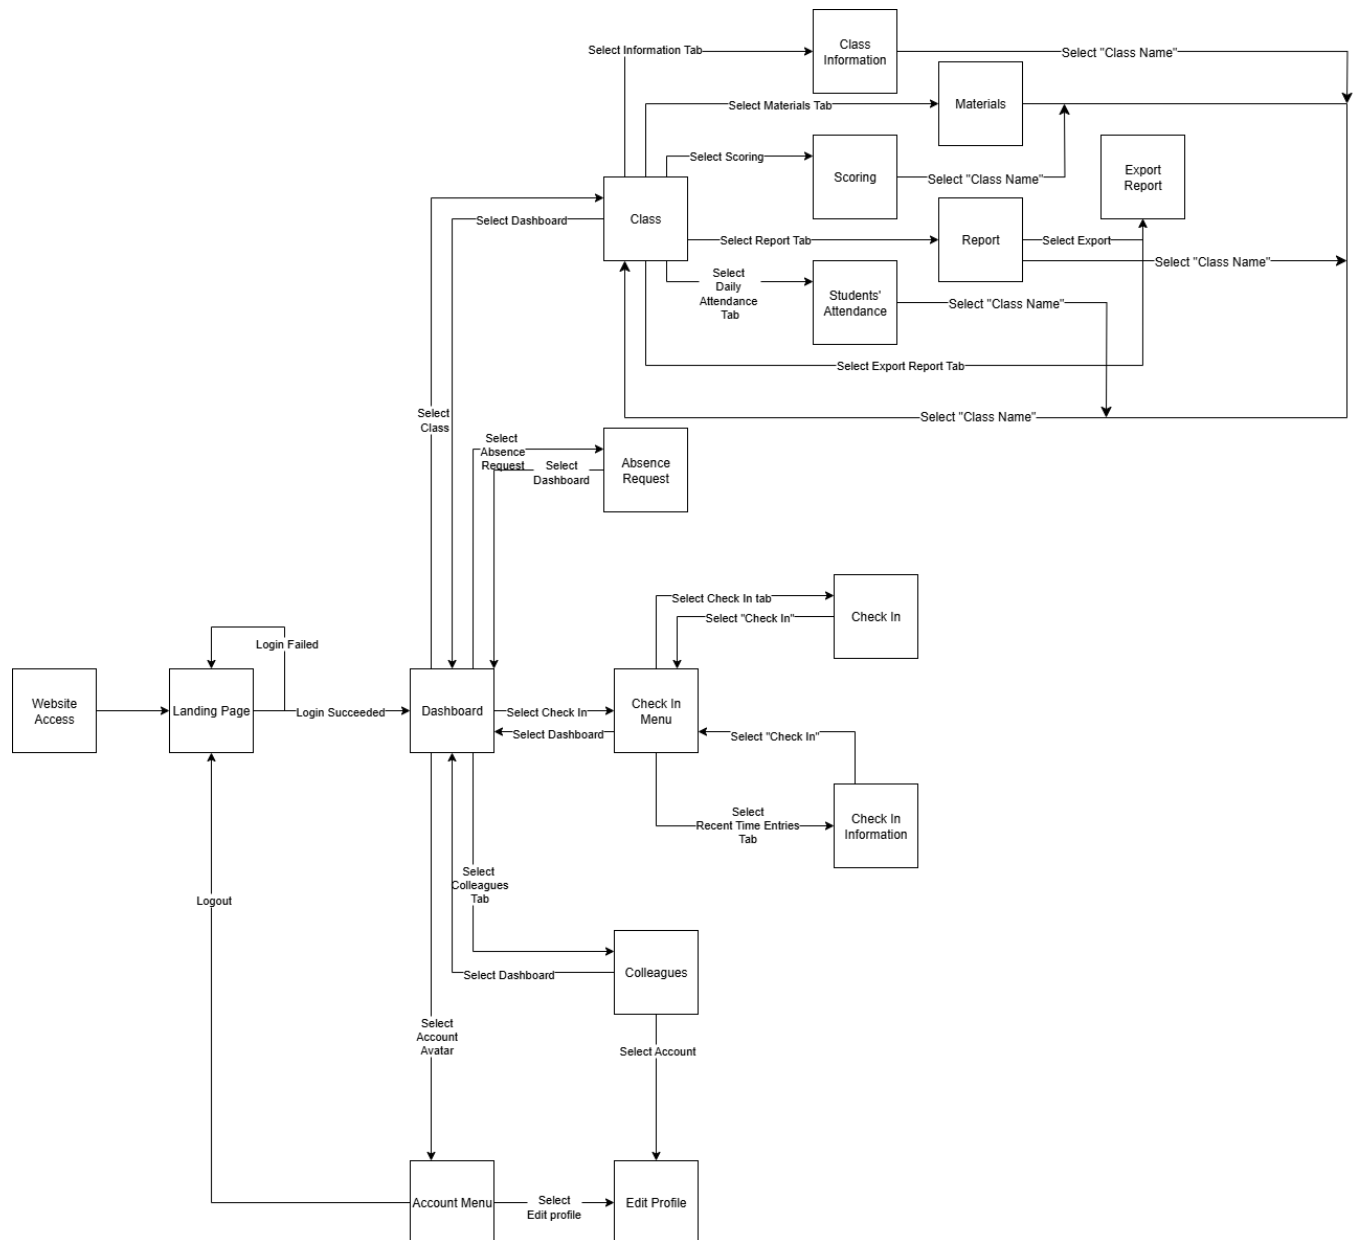 Select Information Tab
Class
Information
Select "Class Name"
Select Materials Tab
Materials
Select Scoring
Scoring
Select "Class Name"
Export
Report
Class
Select Dashboard
Select Report Tab
Report
Select Export
Select "Class Name"
Select
Daily
Attendance
Tab
Students'
Attendance
Select "Class Name"
Select Export Report Tab
Select "Class Name"
Select
Class
Select
Absence
Request
Select
Dashboard
Absence
Request
Select Check In tab
Select "Check In"
Check In
Login Failed
Website
Access
Landing Page
Login Succeeded
Dashboard
Select Check In
Select Dashboard
Check In
Menu
Select "Check In"
Select
Recent Time Entries
Tab
Check In
Information
Select
Colleagues
Tab
Logout
Select Dashboard
Colleagues
Select
Account
Avatar
Select Account
Account Menu
Select
Edit profile
Edit Profile